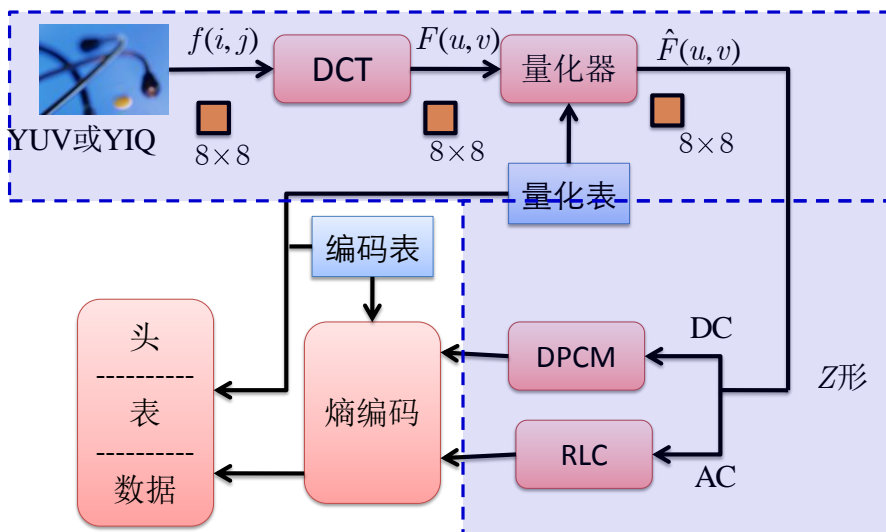 f(i,j)
DCT
F(u,v)
量化器
F̂(u,v)
YUV或YIQ
8×8
8×8
8×8
量化表
编码表
头
----------
表
----------
数据
熵编码
DPCM
DC
Z形
RLC
AC